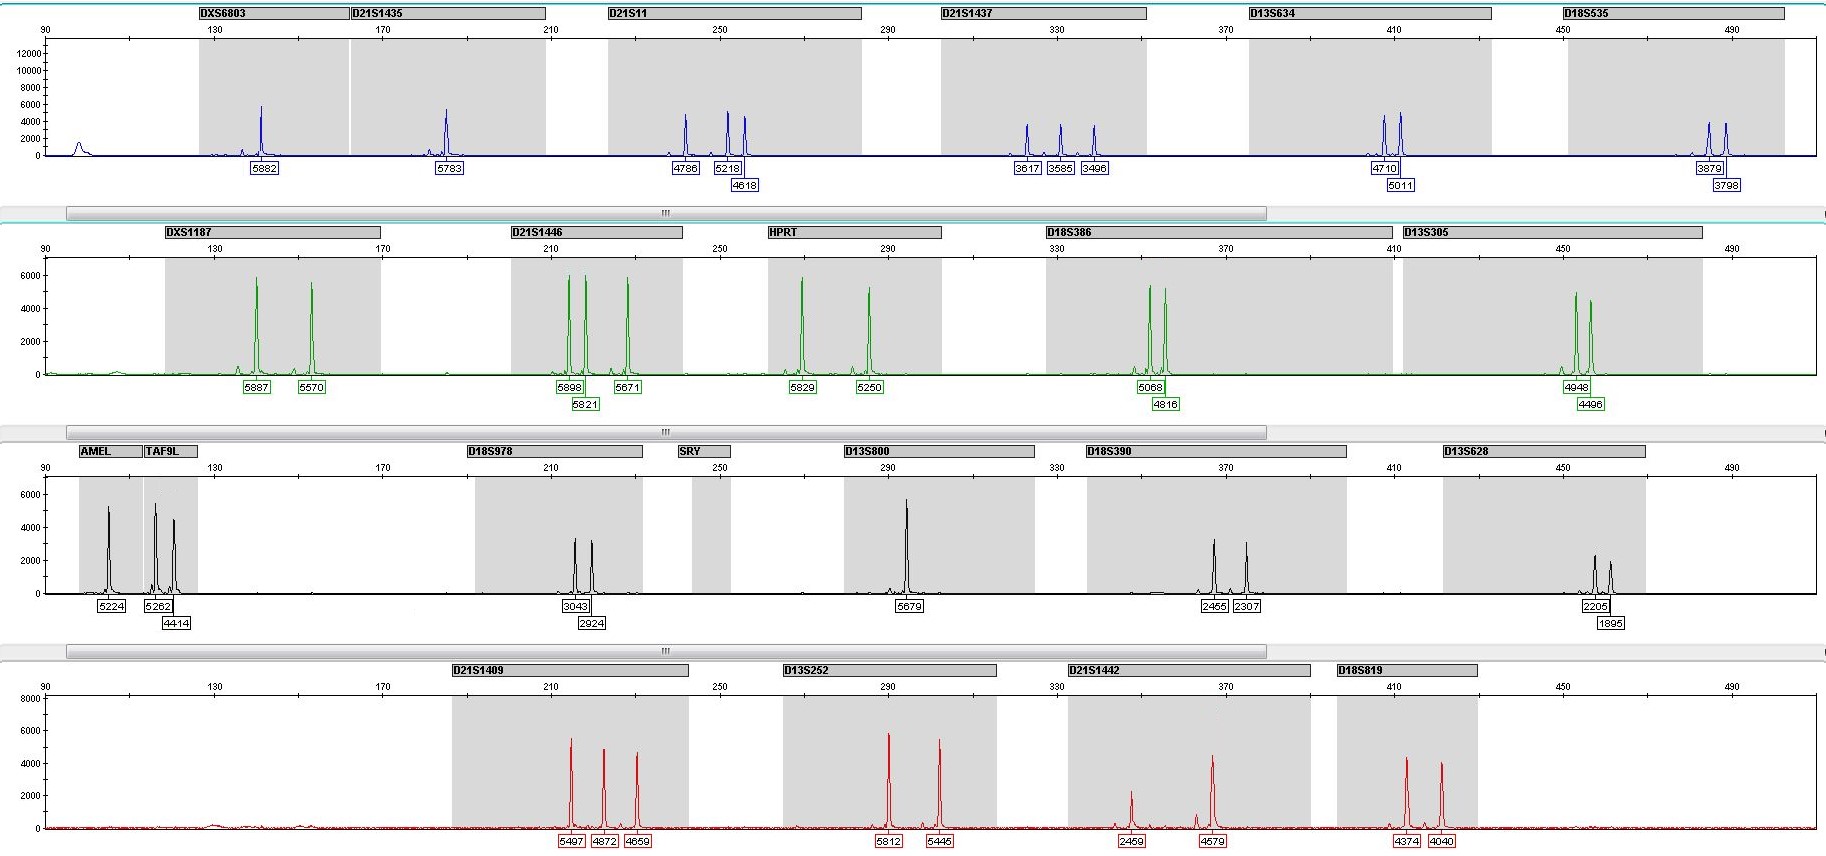 DXS6803 D21S1435 D21S11 D21S1437 D13S634 D18S535
90 130 170 210 250 290 330 370 410 450 490
12000
10000
8000
6000
4000
2000
0
5882 5783 4786 5218 3617 3585 3496 4710 3879
4618 5011 3798
DXS1187 D21S1446 HPRT D18S386 D13S305
90 130 170 210 250 290 330 370 410 450 490
6000
4000
2000
0
5887 5570 5898 5671 5829 5250 5068 4948
5821 4816 4496
AMEL TAF9L D18S978 SRY D13S800 D18S390 D13S628
90 130 170 210 250 290 330 370 410 450 490
6000
4000
2000
0
5224 5262 3043 5679 2455 2307 2205
4414 2924 1895
D21S1409 D13S252 D21S1442 D18S819
90 130 170 210 250 290 330 370 410 450 490
8000
6000
4000
2000
0
5497 4872 4659 5812 5445 2459 4579 4374 4040